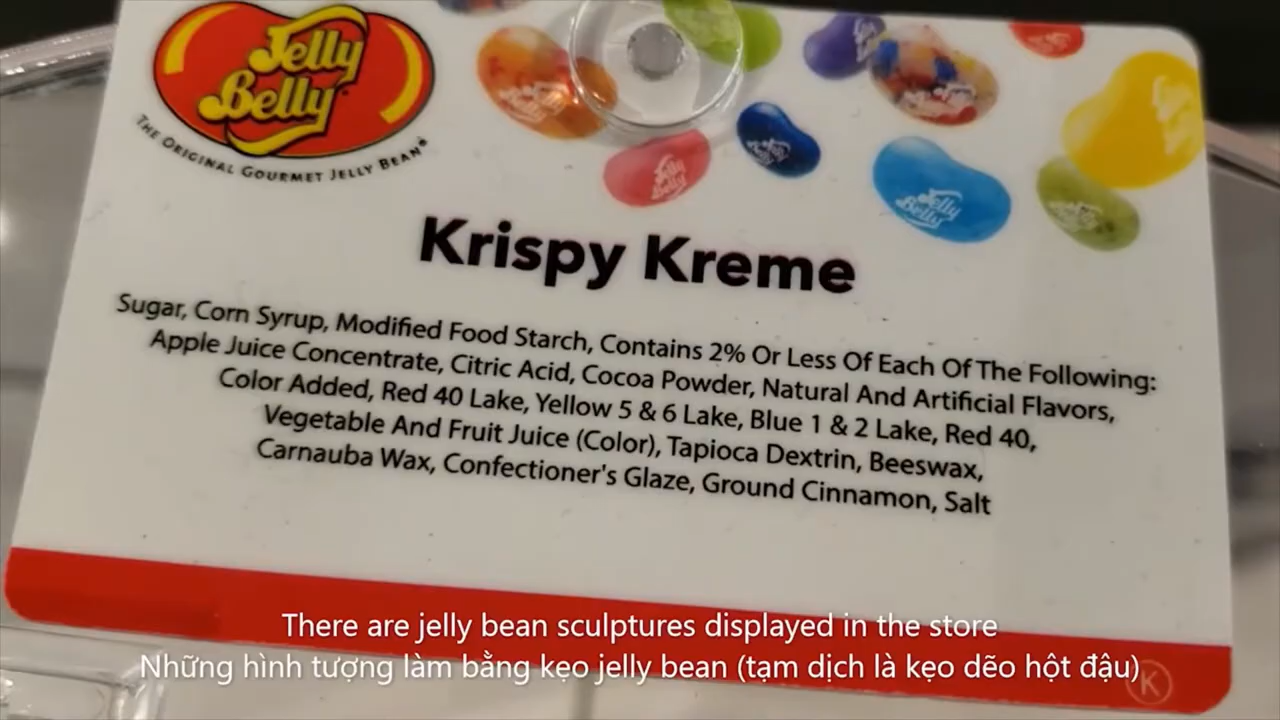 Jelly
Belly
THE ORIGINAL GOURMET JELLY BEAN®
Jelly
Belly
Jelly
Belly
Krispy Kreme
Sugar, Corn Syrup, Modified Food Starch, Contains 2% Or Less Of Each Of The Following:
Apple Juice Concentrate, Citric Acid, Cocoa Powder, Natural And Artificial Flavors,
Color Added, Red 40 Lake, Yellow 5 & 6 Lake, Blue 1 & 2 Lake, Red 40,
Vegetable And Fruit Juice (Color), Tapioca Dextrin, Beeswax,
Carnauba Wax, Confectioner's Glaze, Ground Cinnamon, Salt
There are jelly bean sculptures displayed in the store
Những hình tượng làm bằng kẹo jelly bean (tạm dịch là kẹo dẽo hột đậu)
K